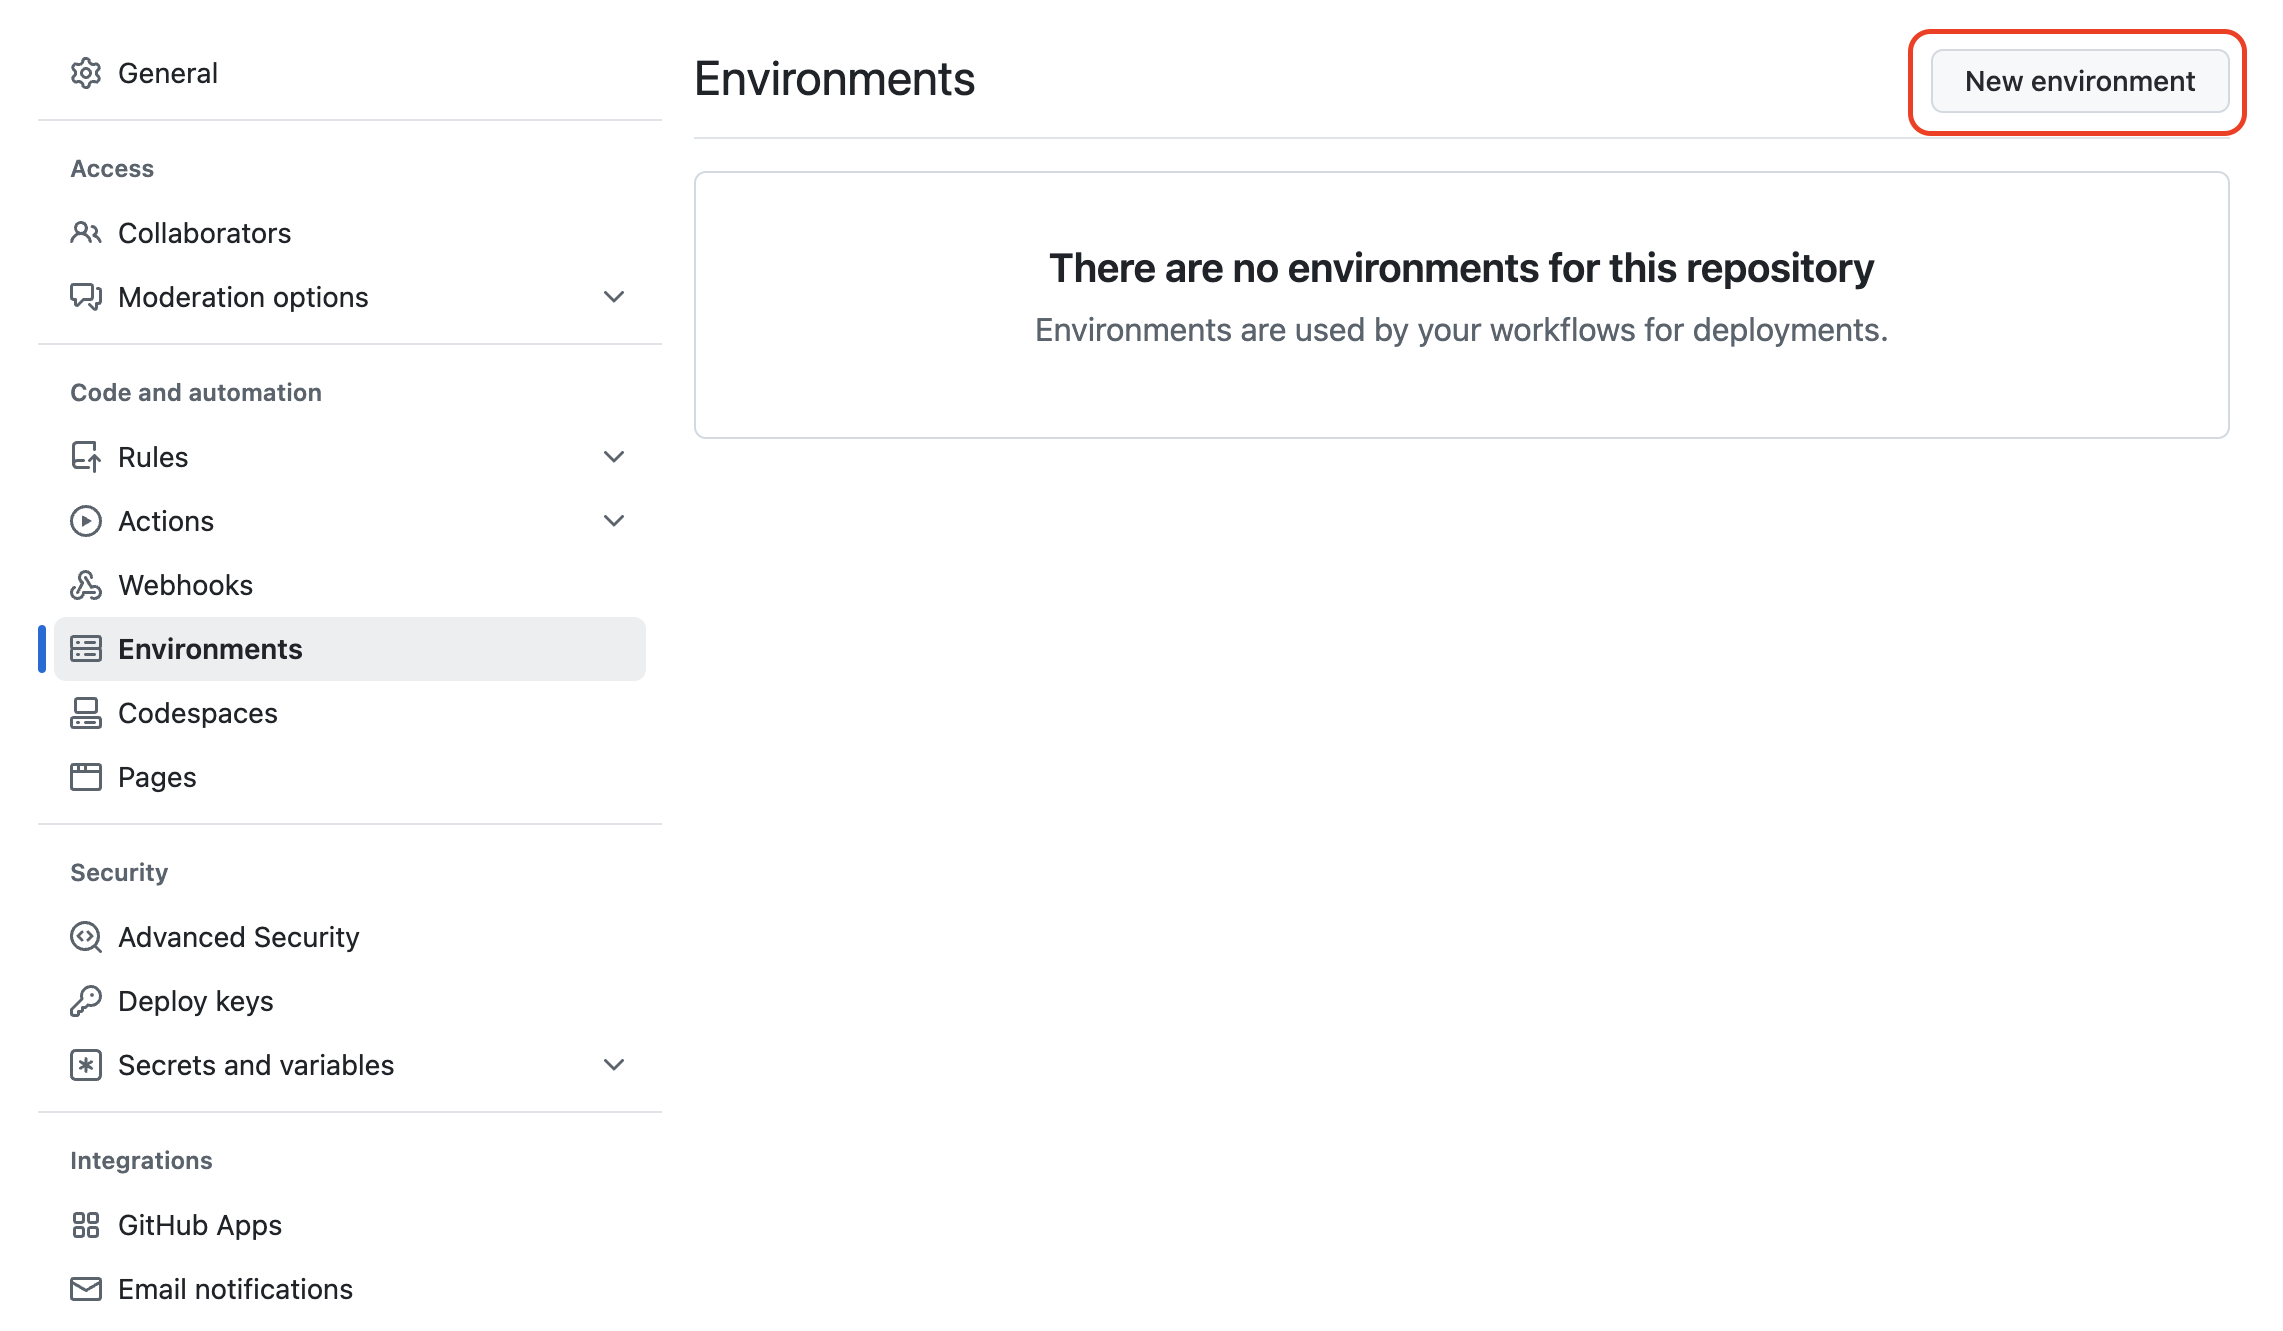 General
Access
Collaborators
Moderation options
Code and automation
Rules
Actions
Webhooks
Environments
Codespaces
Pages
Security
Advanced Security
Deploy keys
Secrets and variables
Integrations
GitHub Apps
Email notifications
Environments
New environment
There are no environments for this repository
Environments are used by your workflows for deployments.